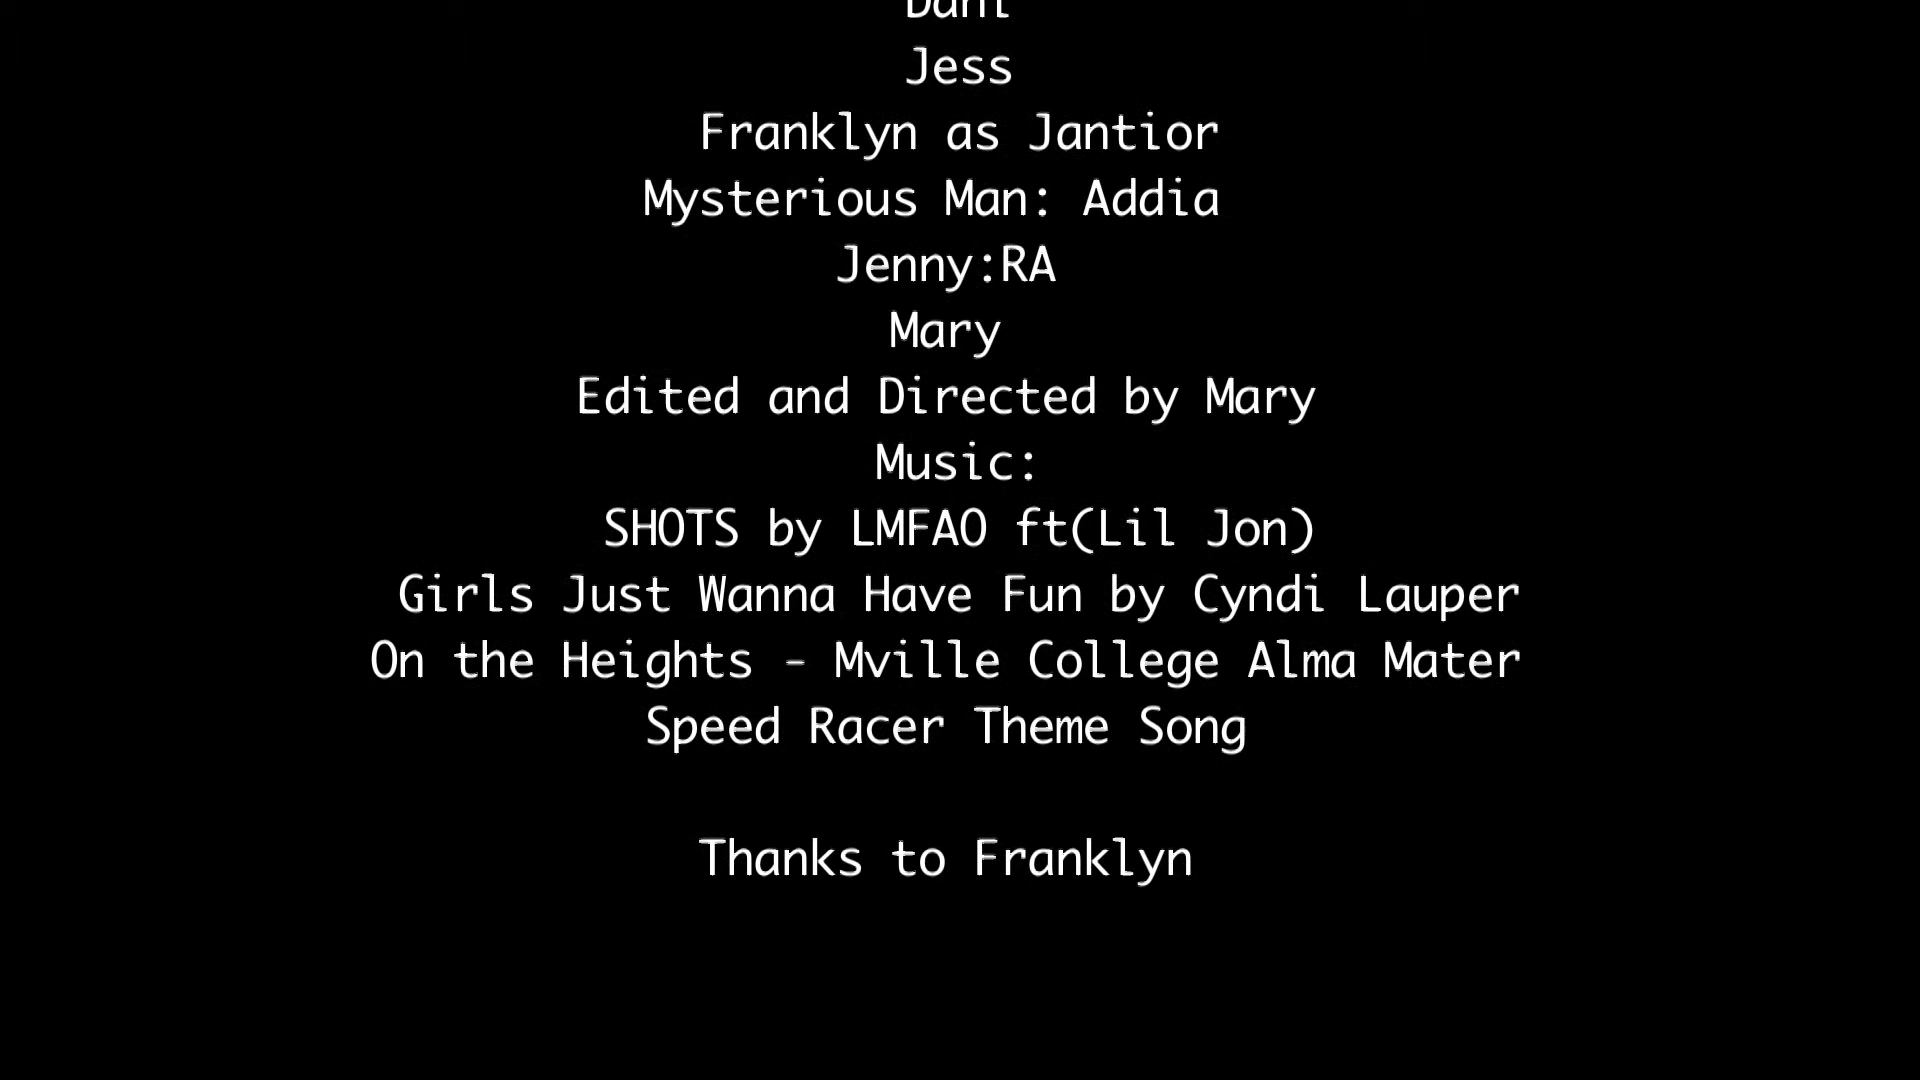 Jess
Franklyn as Jantior
Mysterious Man: Addia
Jenny:RA
Mary
Edited and Directed by Mary
Music:
SHOTS by LMFAO ft(Lil Jon)
Girls Just Wanna Have Fun by Cyndi Lauper
On the Heights - Mville College Alma Mater
Speed Racer Theme Song
Thanks to Franklyn